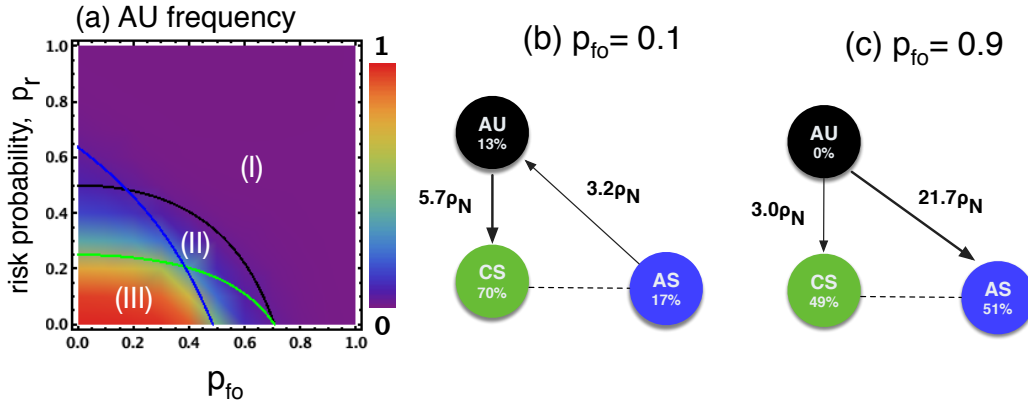 (a) AU frequency
risk probability, p_r
1.0
0.8
0.6
0.4
0.2
0.0
0.0 0.2 0.4 0.6 0.8 1.0
p_fo
(I)
(II)
(III)
1
0
(b) p_fo= 0.1
AU
13%
5.7ρ_N
3.2ρ_N
CS
70%
AS
17%
(c) p_fo= 0.9
AU
0%
3.0ρ_N
21.7ρ_N
CS
49%
AS
51%